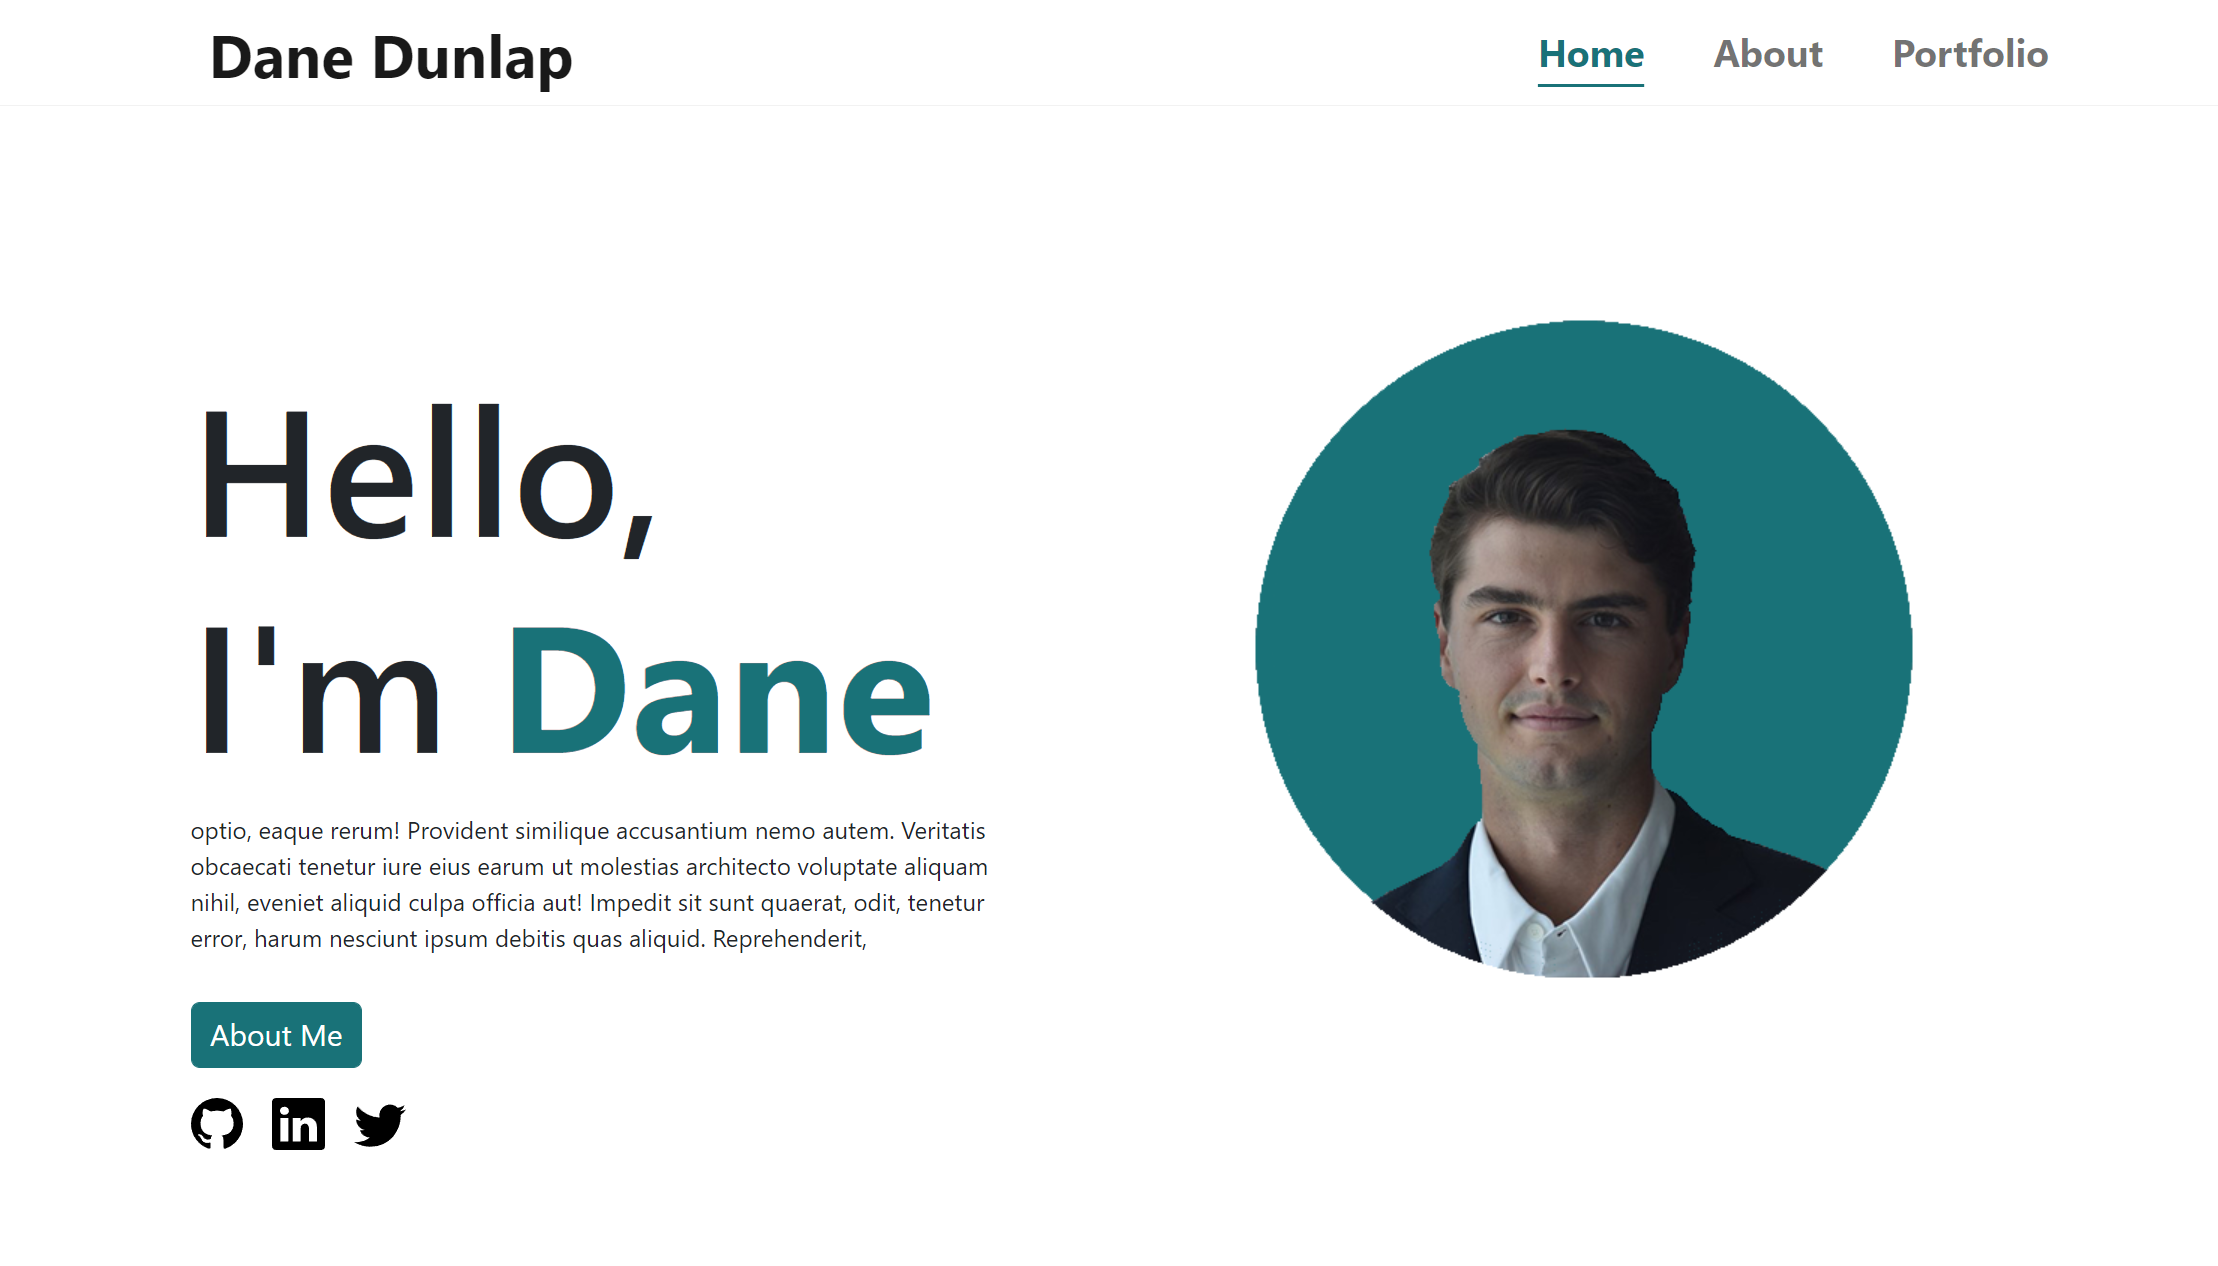 Dane Dunlap
Home About Portfolio
Hello,
I'm Dane
optio, eaque rerum! Provident similique accusantium nemo autem. Veritatis
obcaecati tenetur iure eius earum ut molestias architecto voluptate aliquam
nihil, eveniet aliquid culpa officia aut! Impedit sit sunt quaerat, odit, tenetur
error, harum nesciunt ipsum debitis quas aliquid. Reprehenderit,
About Me
in